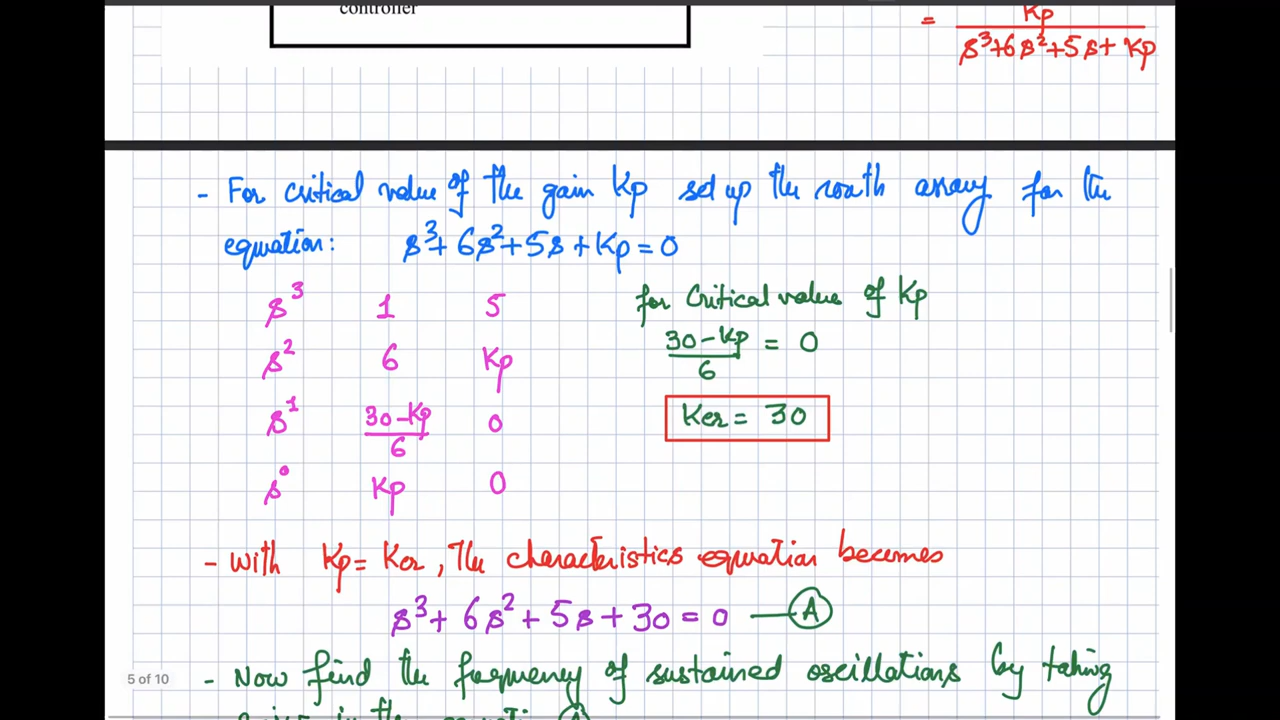 controller
= Kp
s³+6s²+5s+Kp
- For critical value of the gain Kp set up the routh array for the
equation: s³+6s²+5s+Kp=0
s³ 1 5
s² 6 Kp
s¹ 30-Kp/6 0
s⁰ Kp 0
for critical value of Kp
30-Kp/6 = 0
Kcr = 30
- With Kp= Kcr, The characteristics equation becomes
s³+ 6s²+5s+30=0 — A
- Now find the frequency of sustained oscillations by taking
5 of 10